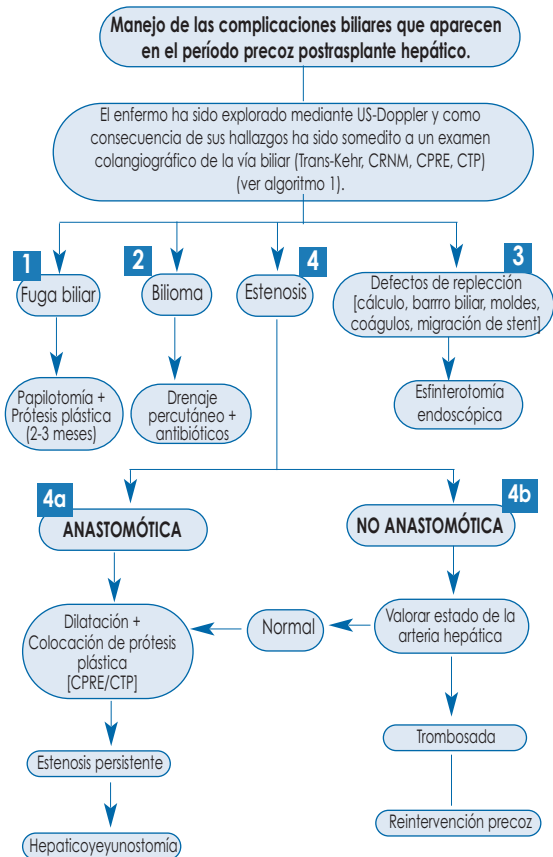 Manejo de las complicaciones biliares que aparecen
en el período precoz postrasplante hepático.
El enfermo ha sido explorado mediante US-Doppler y como
consecuencia de sus hallazgos ha sido somedito a un examen
colangiográfico de la vía biliar (Trans-Kehr, CRNM, CPRE, CTP)
(ver algoritmo 1).
1
Fuga biliar
2
Bilioma
4
Estenosis
3
Defectos de replección
[cálculo, barrro biliar, moldes,
coágulos, migración de stent]
Papilotomía +
Prótesis plástica
(2-3 meses)
Drenaje
percutáneo +
antibióticos
Esfinterotomía
endoscópica
4a
ANASTOMÓTICA
4b
NO ANASTOMÓTICA
Dilatación +
Colocación de prótesis
plástica
[CPRE/CTP]
Normal
Valorar estado de la
arteria hepática
Estenosis persistente
Trombosada
Hepaticoyeyunostomía
Reintervención precoz